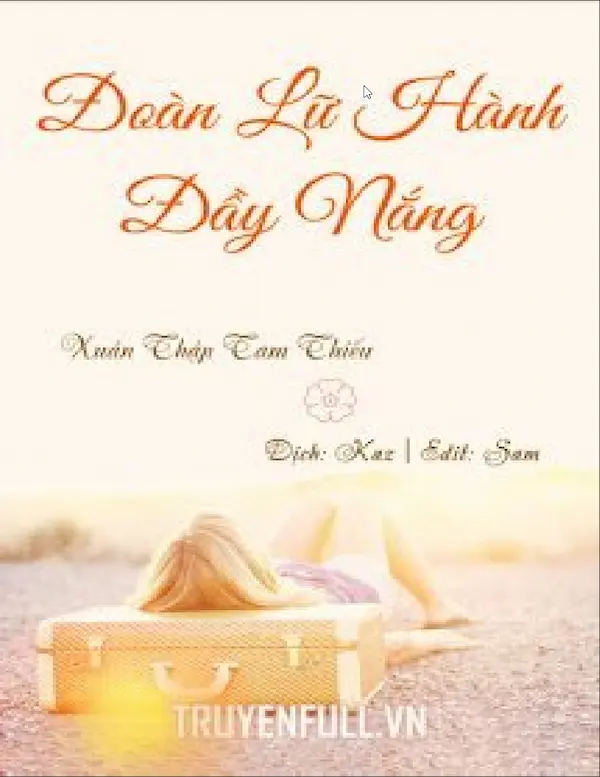 Đoàn Lữ Hành
Đầy Nắng
Xuân Thập Tam Thiếu
Dịch: Kaz | Edit: Sam
TRUYENFULL.VN